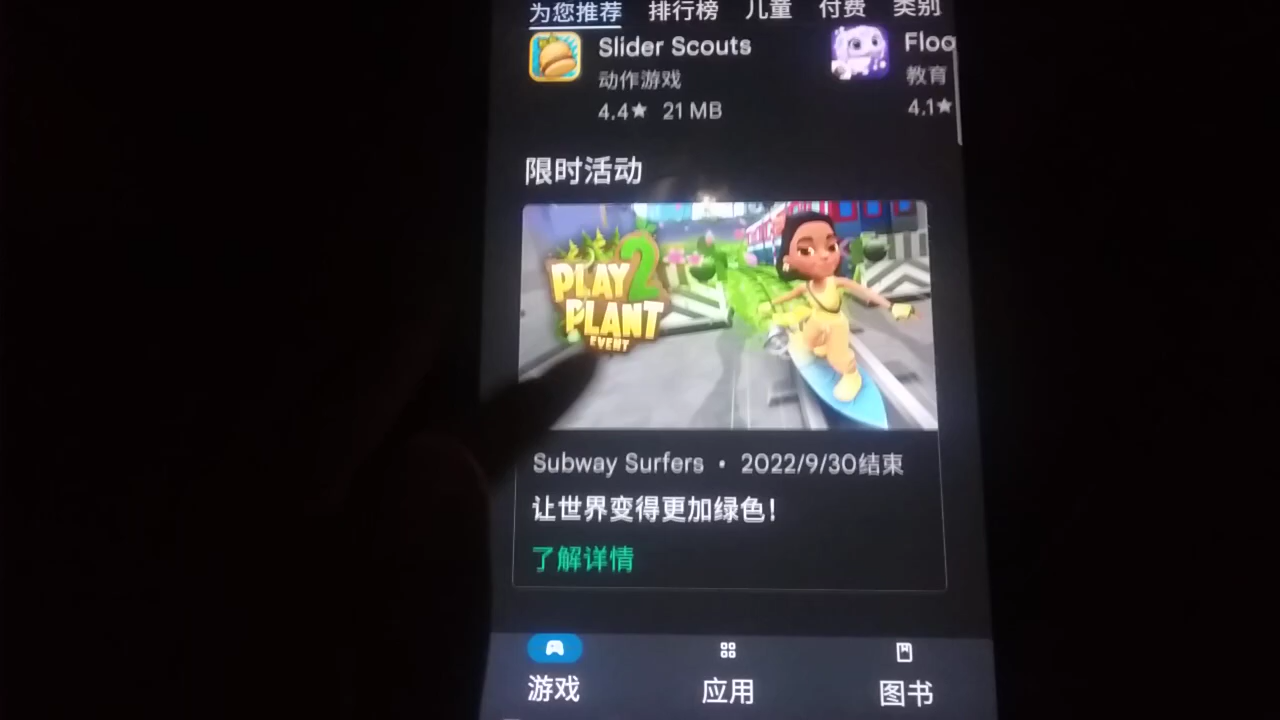 为您推荐 排行榜 儿童 付费 类别
Slider Scouts
动作游戏
4.4★ 21 MB
Floo
教育
4.1★
限时活动
PLAY 2
PLANT
EVENT
Subway Surfers • 2022/9/30结束
让世界变得更加绿色!
了解详情
游戏 应用 图书